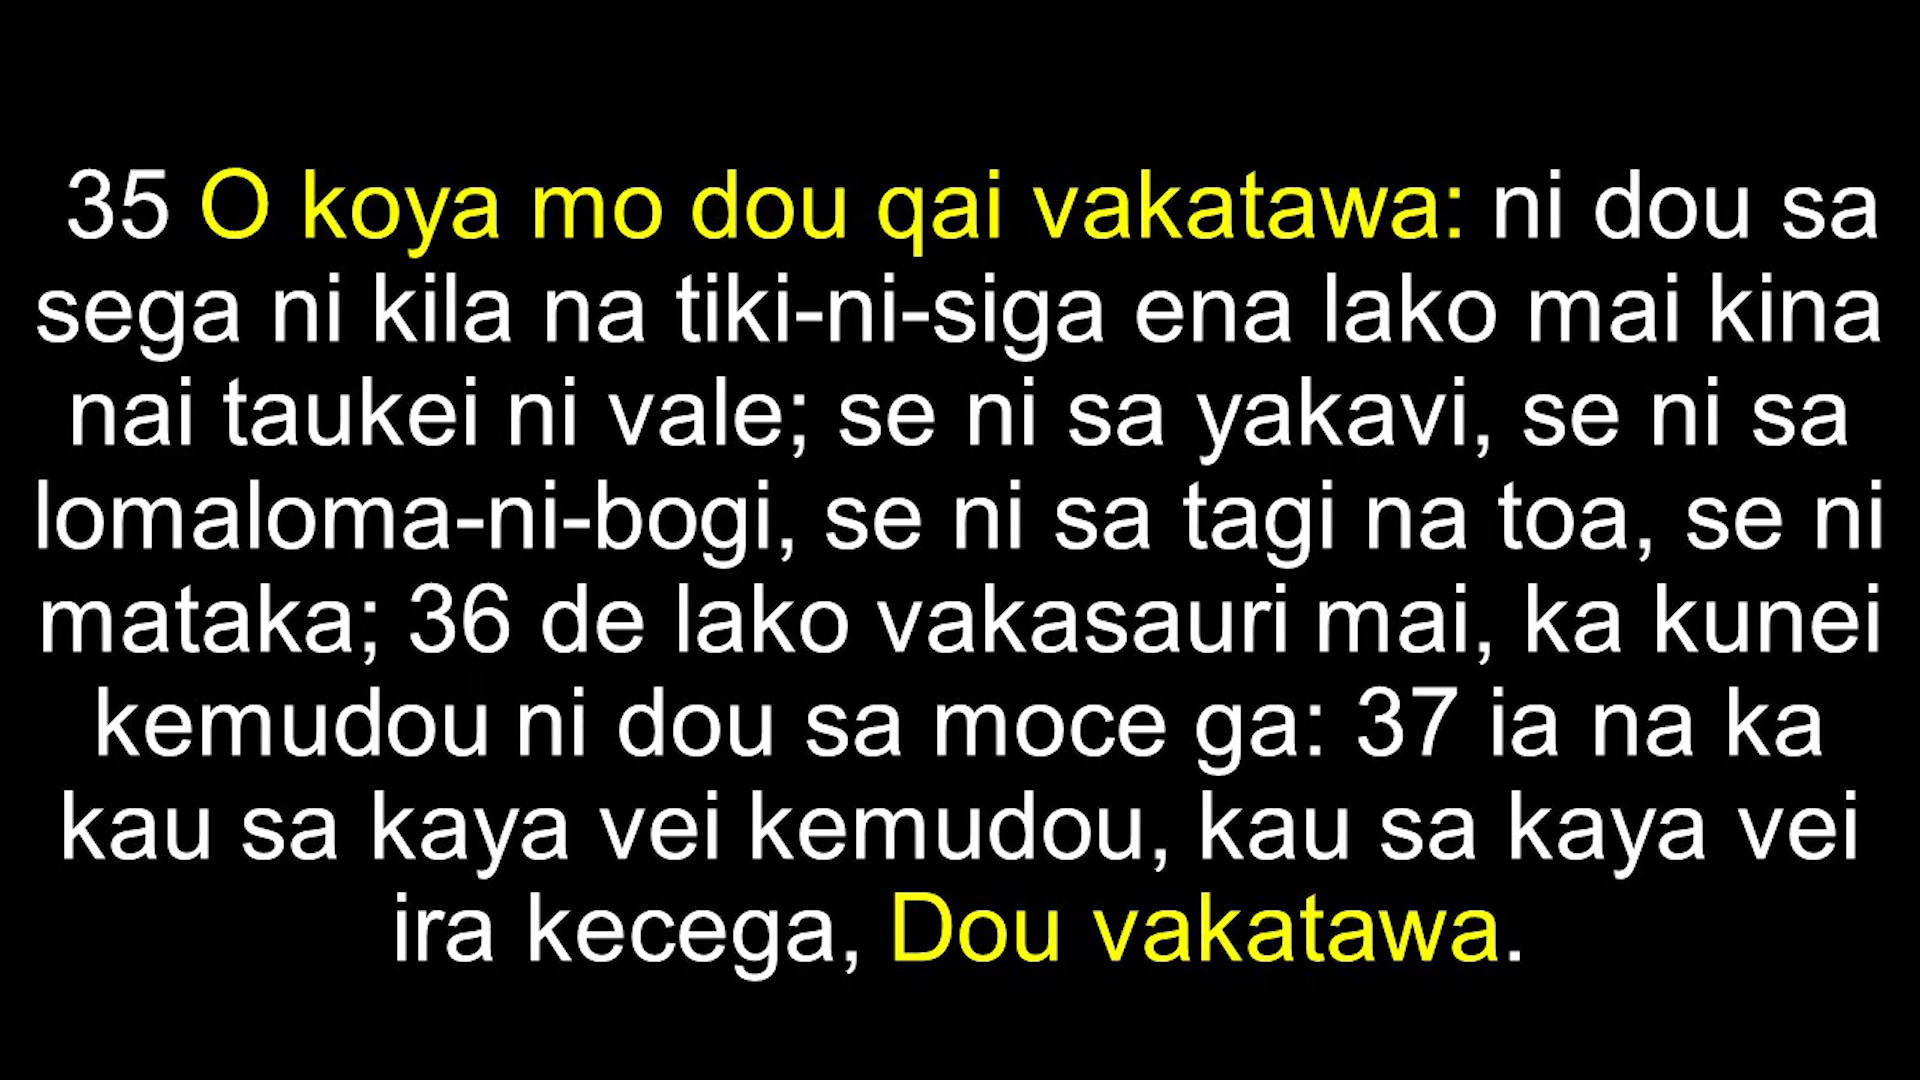 35 O koya mo dou qai vakatawa: ni dou sa
sega ni kila na tiki-ni-siga ena lako mai kina
nai taukei ni vale; se ni sa yakavi, se ni sa
lomaloma-ni-bogi, se ni sa tagi na toa, se ni
mataka; 36 de lako vakasauri mai, ka kunei
kemudou ni dou sa moce ga: 37 ia na ka
kau sa kaya vei kemudou, kau sa kaya vei
ira kecega, Dou vakatawa.